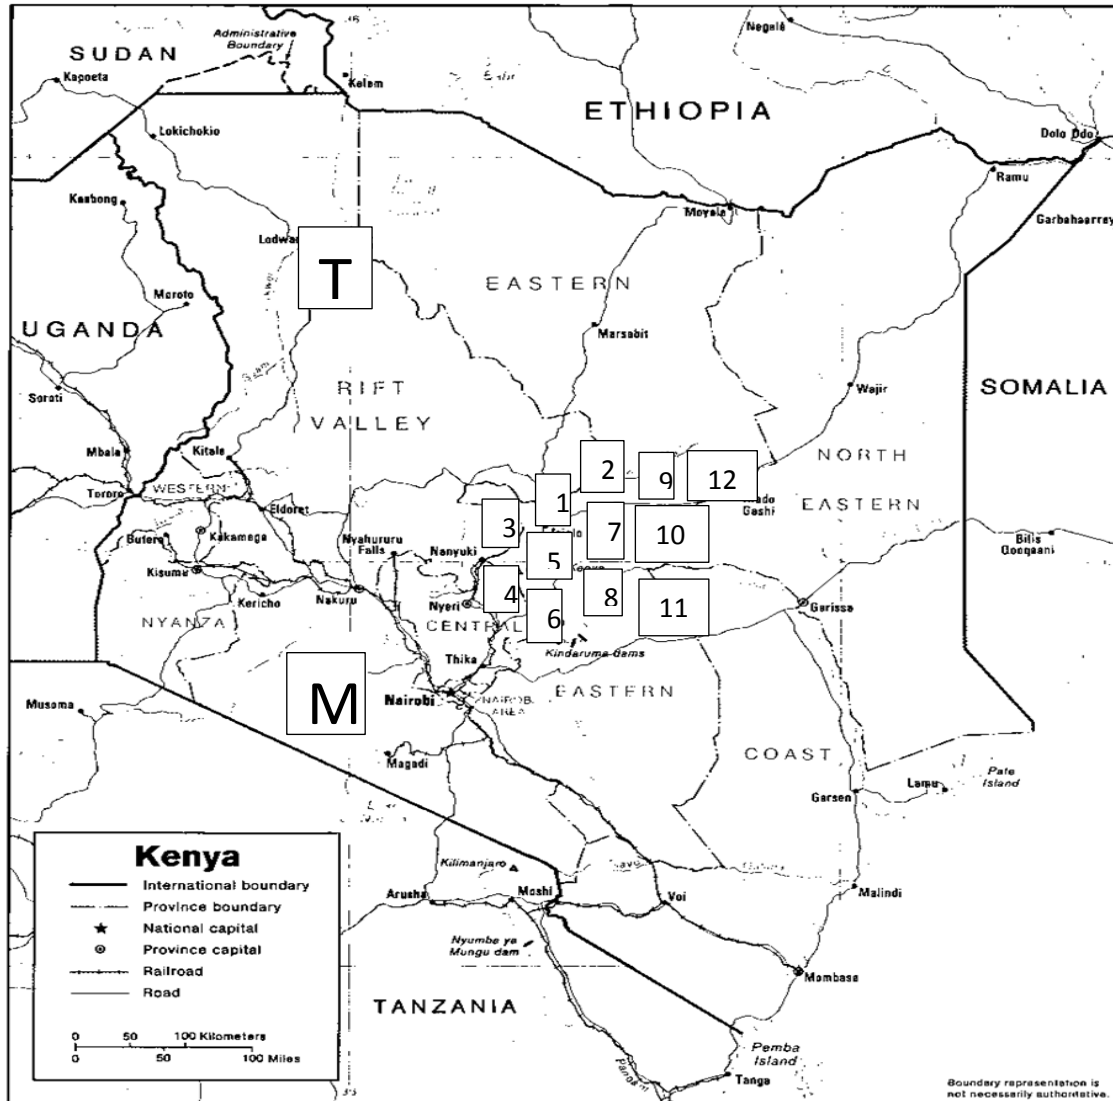 36
Negelē
Administrative
Boundary
SUDAN
Kapoeta
Kelem
ETHIOPIA
Lokichokio
Dolo Odo
Ramu
Kaabong
Moyale
Garbahaarrey
Lodwar
T
EASTERN
Moroto
UGANDA
Marsabit
RIFT
VALLEY
Soroti
Wajir
SOMALIA
Mbale
Kitale
NORTH
EASTERN
2
9
12
Tororo
WESTERN
1
Eldoret
3
7
10
Butere
Kakamega
Nyahururu
Falls
Nanyuki
5
Gashi
Bilis
Qooqaani
Kisumu
Kericho
Nakuru
Nyeri
4
8
11
Garissa
NYANZA
CENTRAL
6
Kindaruma dams
Thika
EASTERN
M
Nairobi
NAIROBI
AREA
Musoma
Magadi
COAST
Garsen
Lamu
Pate
Island
Kenya
International boundary
Province boundary
National capital
Province capital
Railroad
Road
0 50 100 Kilometers
0 50 100 Miles
Kilimanjaro
Arusha
Moshi
Voi
Malindi
Nyumba ya
Mungu dam
Mombasa
TANZANIA
Pemba
Island
Pangani
Tanga
Boundary representation is
not necessarily authoritative.